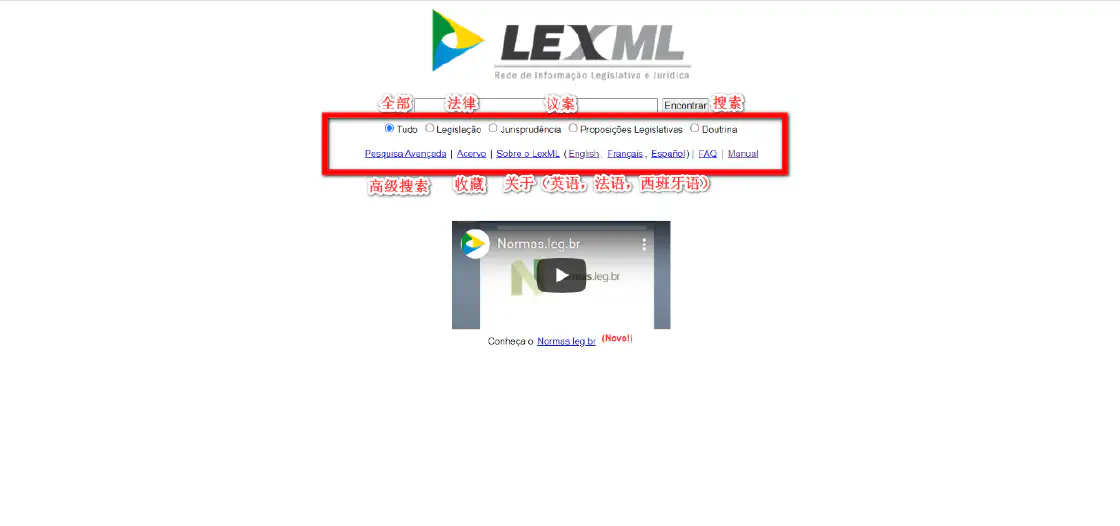 LEXML
Rede de Informação Legislativa e Jurídica
全部 法律 议案 Encontrar 搜索
Tudo Legislação Jurisprudência Proposições Legislativas Doutrina
Pesquisa Avançada | Acervo | Sobre o LexML (English, Français, Español) | FAQ | Manual
高级搜索 收藏 关于（英语，法语，西班牙语）
Normas.leg.br
Normas.leg.br
Conheça o Normas.leg.br (Novo!)